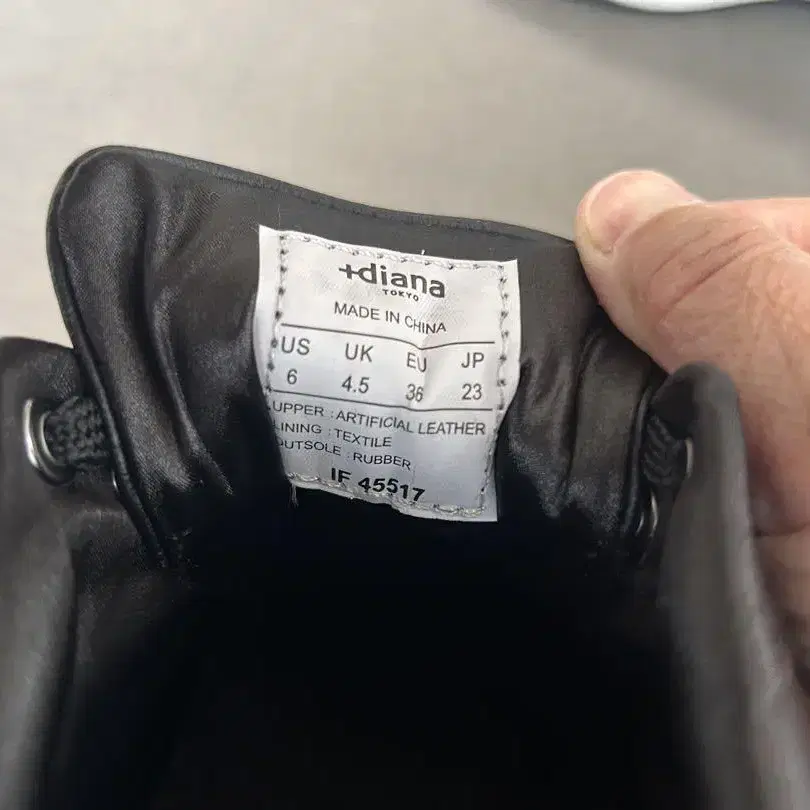 +diana
TOKYO
MADE IN CHINA
US UK EU JP
6 4.5 36 23
UPPER : ARTIFICIAL LEATHER
LINING : TEXTILE
OUTSOLE : RUBBER
IF 45517